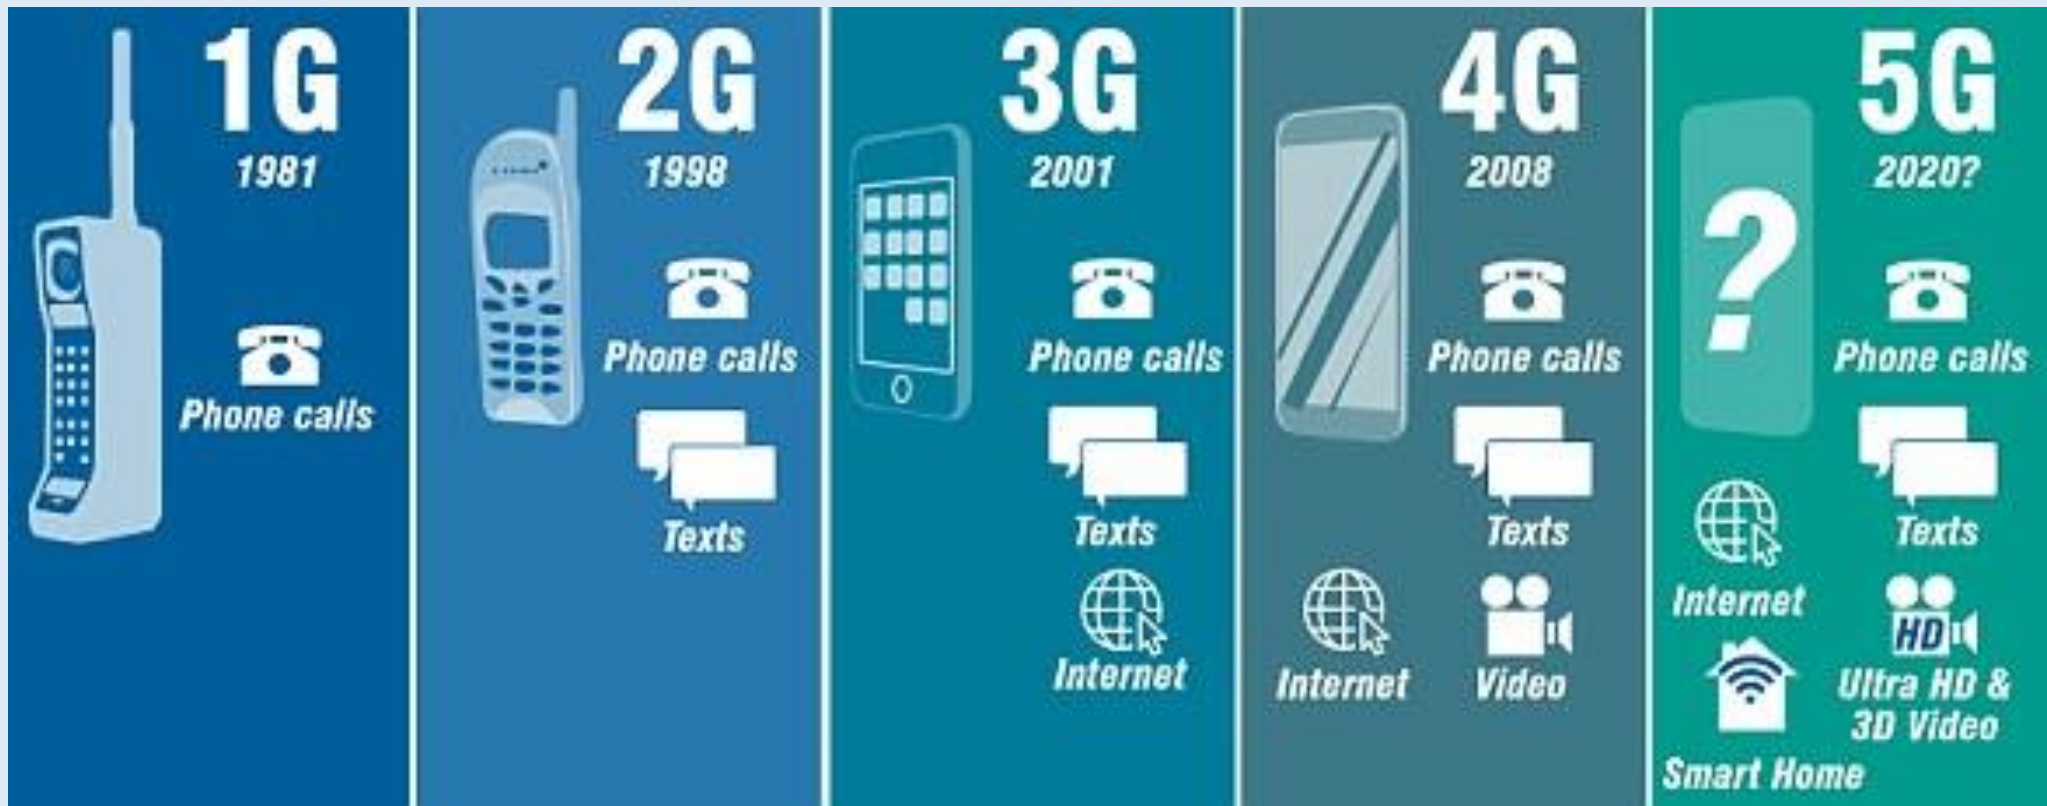 1G
1981
Phone calls
2G
1998
Phone calls
Texts
3G
2001
Phone calls
Texts
Internet
4G
2008
Phone calls
Texts
Internet
Video
5G
2020?
?
Phone calls
Texts
Internet
HD
Ultra HD &
3D Video
Smart Home